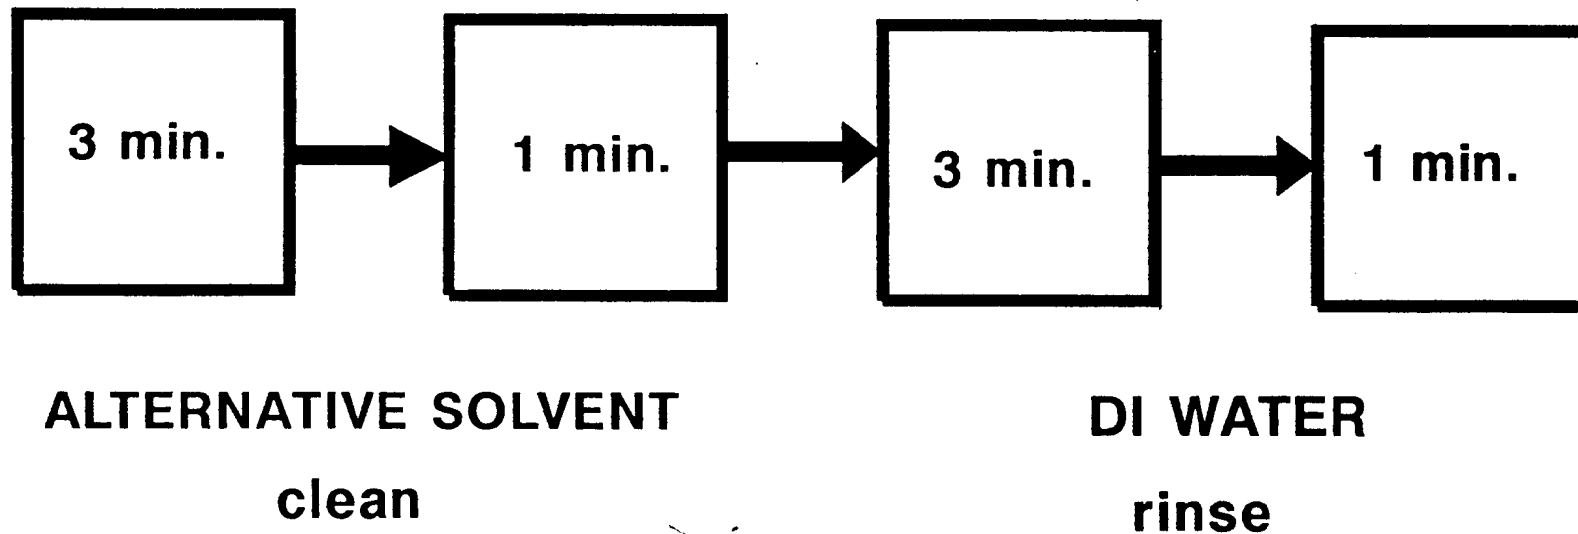 3 min.
1 min.
3 min.
1 min.
ALTERNATIVE SOLVENT
clean
DI WATER
rinse